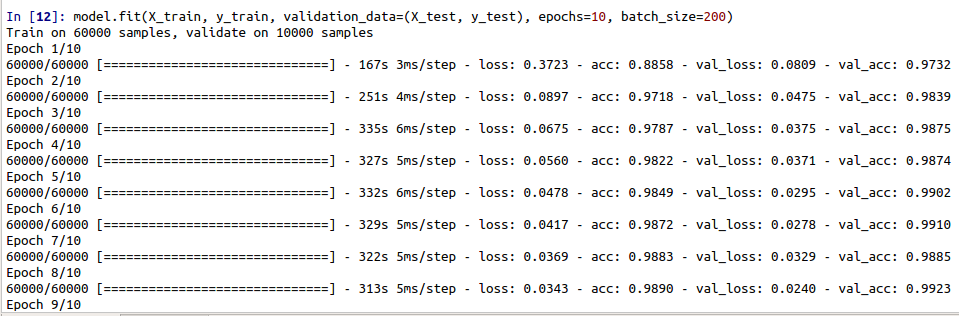 In [12]: model.fit(X_train, y_train, validation_data=(X_test, y_test), epochs=10, batch_size=200)
Train on 60000 samples, validate on 10000 samples
Epoch 1/10
60000/60000 [==============================] - 167s 3ms/step - loss: 0.3723 - acc: 0.8858 - val_loss: 0.0809 - val_acc: 0.9732
Epoch 2/10
60000/60000 [==============================] - 251s 4ms/step - loss: 0.0897 - acc: 0.9718 - val_loss: 0.0475 - val_acc: 0.9839
Epoch 3/10
60000/60000 [==============================] - 335s 6ms/step - loss: 0.0675 - acc: 0.9787 - val_loss: 0.0375 - val_acc: 0.9875
Epoch 4/10
60000/60000 [==============================] - 327s 5ms/step - loss: 0.0560 - acc: 0.9822 - val_loss: 0.0371 - val_acc: 0.9874
Epoch 5/10
60000/60000 [==============================] - 332s 6ms/step - loss: 0.0478 - acc: 0.9849 - val_loss: 0.0295 - val_acc: 0.9902
Epoch 6/10
60000/60000 [==============================] - 329s 5ms/step - loss: 0.0417 - acc: 0.9872 - val_loss: 0.0278 - val_acc: 0.9910
Epoch 7/10
60000/60000 [==============================] - 322s 5ms/step - loss: 0.0369 - acc: 0.9883 - val_loss: 0.0329 - val_acc: 0.9885
Epoch 8/10
60000/60000 [==============================] - 313s 5ms/step - loss: 0.0343 - acc: 0.9890 - val_loss: 0.0240 - val_acc: 0.9923
Epoch 9/10